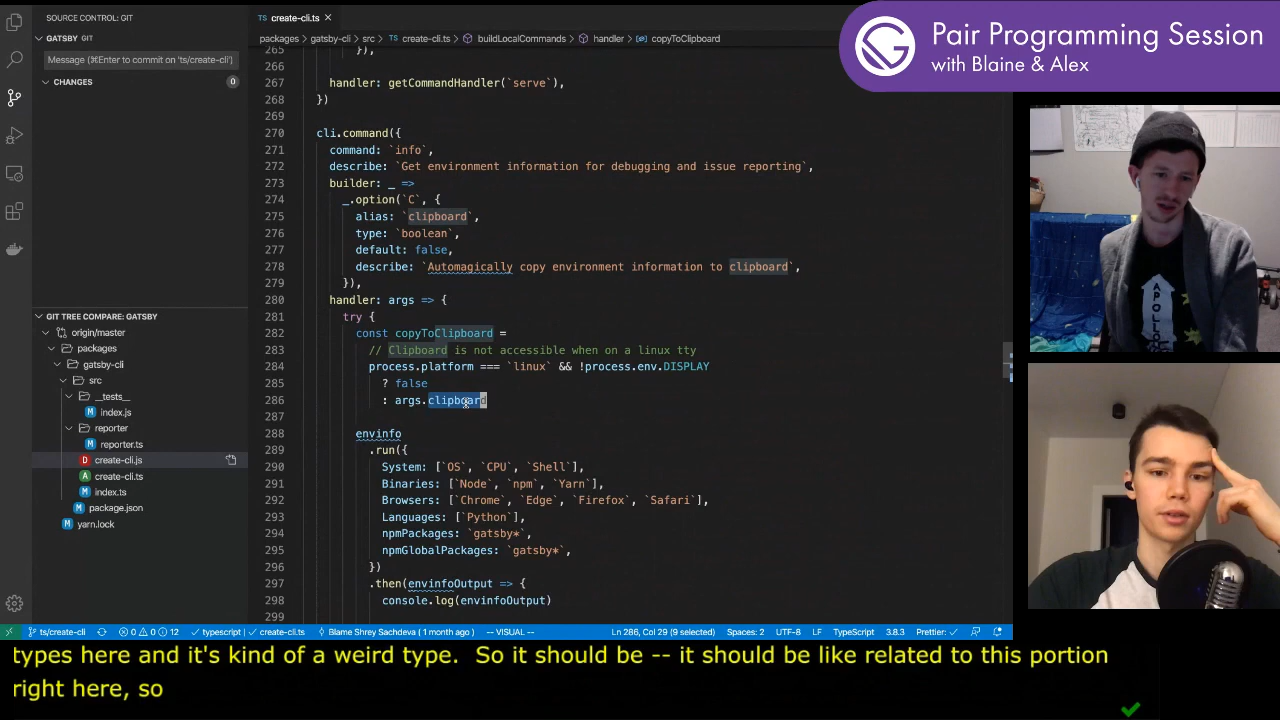 SOURCE CONTROL: GIT
GATSBY GIT
Message (⌘Enter to commit on 'ts/create-cli')
CHANGES
0
GIT TREE COMPARE: GATSBY
origin/master
packages
gatsby-cli
src
__tests__
M index.js
reporter
M reporter.ts
D create-cli.js
A create-cli.ts
M index.ts
M package.json
M yarn.lock
TS create-cli.ts ×
packages > gatsby-cli > src > TS create-cli.ts > buildLocalCommands > handler > copyToClipboard
265 }),
266
267 handler: getCommandHandler(`serve`),
268 })
269
270 cli.command({
271 command: `info`,
272 describe: `Get environment information for debugging and issue reporting`,
273 builder: _ =>
274 _.option(`C`, {
275 alias: `clipboard`,
276 type: `boolean`,
277 default: false,
278 describe: `Automagically copy environment information to clipboard`,
279 }),
280 handler: args => {
281 try {
282 const copyToClipboard =
283 // Clipboard is not accessible when on a linux tty
284 process.platform === `linux` && !process.env.DISPLAY
285 ? false
286 : args.clipboard
287
288 envinfo
289 .run({
290 System: [`OS`, `CPU`, `Shell`],
291 Binaries: [`Node`, `npm`, `Yarn`],
292 Browsers: [`Chrome`, `Edge`, `Firefox`, `Safari`],
293 Languages: [`Python`],
294 npmPackages: `gatsby*`,
295 npmGlobalPackages: `gatsby*`,
296 })
297 .then(envinfoOutput => {
298 console.log(envinfoOutput)
299
ts/create-cli 0 0 12 typescript create-cli.ts Blame Shrey Sachdeva ( 1 month ago ) -- VISUAL -- Ln 286, Col 29 (9 selected) Spaces: 2 UTF-8 LF TypeScript 3.8.3 Prettier: ✓
Pair Programming Session
with Blaine & Alex
APOLLO
types here and it's kind of a weird type. So it should be -- it should be like related to this portion
right here, so